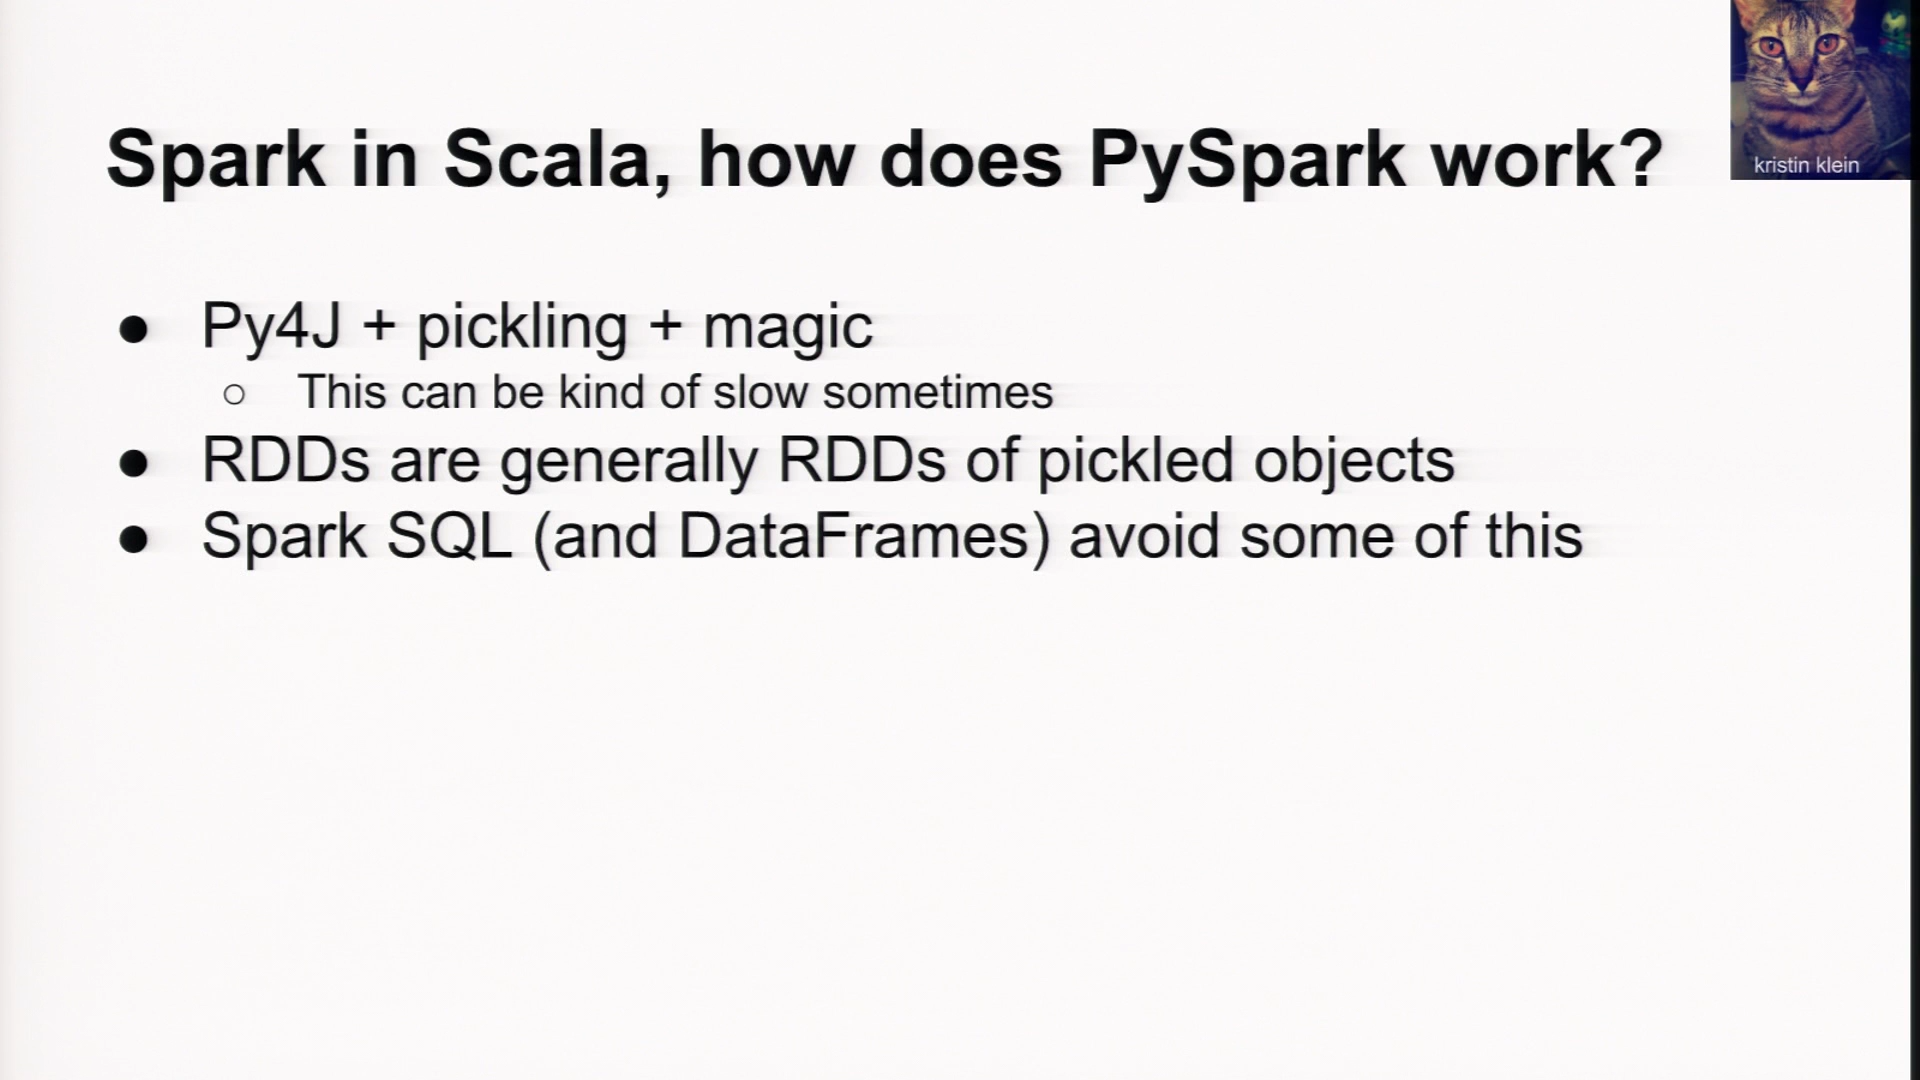 Spark in Scala, how does PySpark work?
kristin klein
● Py4J + pickling + magic
○ This can be kind of slow sometimes
● RDDs are generally RDDs of pickled objects
● Spark SQL (and DataFrames) avoid some of this